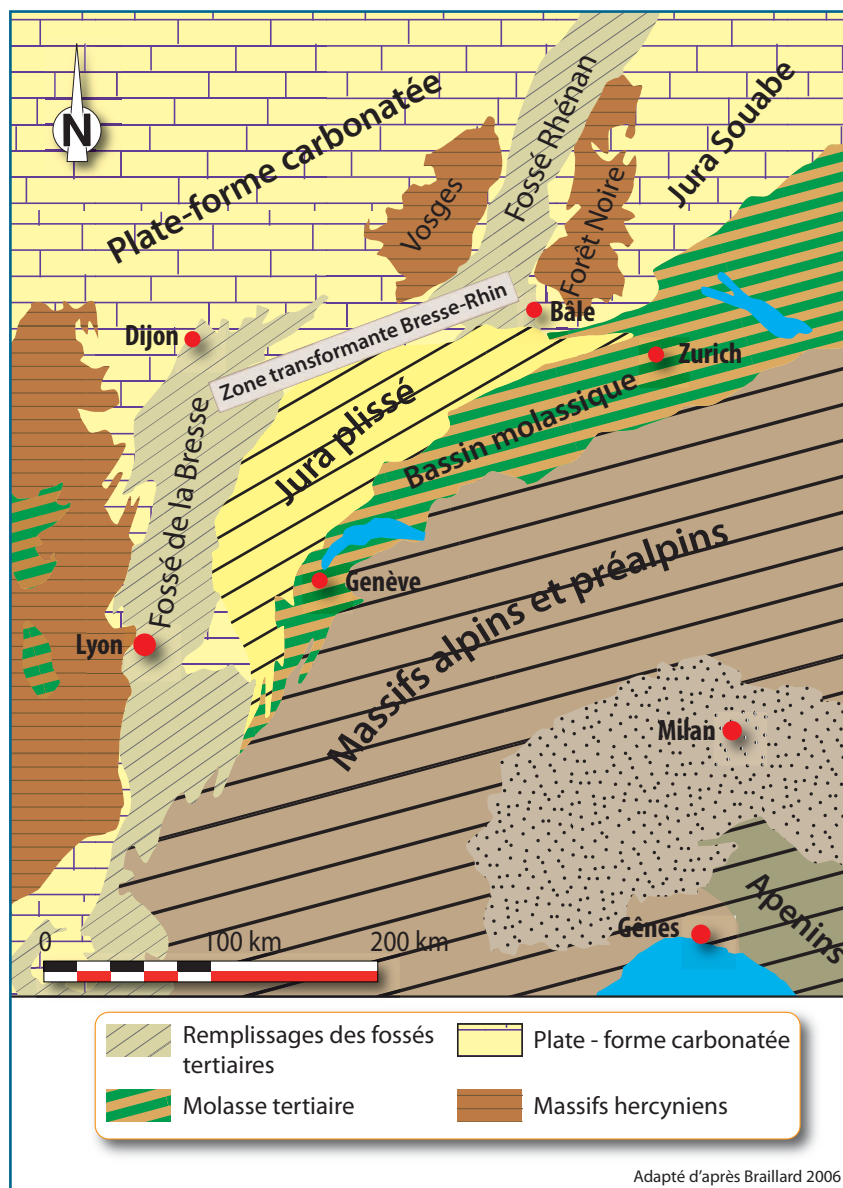 N
Plate-forme carbonatée
Vosges
Fossé Rhénan
Forêt Noire
Jura Souabe
Dijon
Zone transformante Bresse-Rhin
Bâle
Zurich
Fossé de la Bresse
Jura plissé
Bassin molassique
Genève
Lyon
Massifs alpins et préalpins
Milan
Gênes
Apenins
0 100 km 200 km
Remplissages des fossés
tertiaires
Plate - forme carbonatée
Molasse tertiaire
Massifs hercyniens
Adapté d'après Braillard 2006